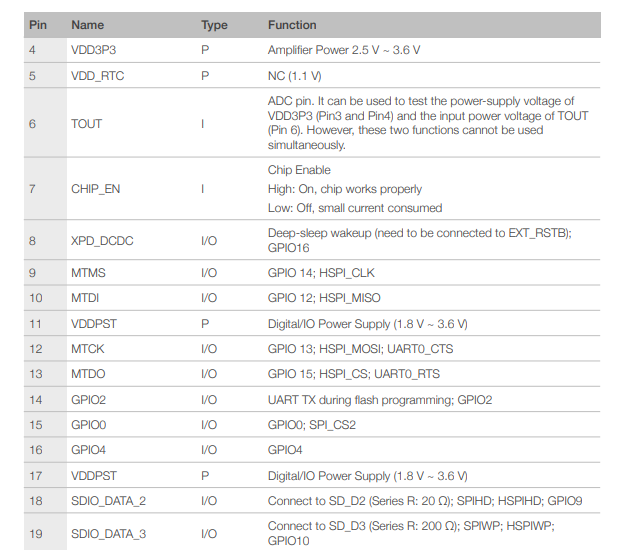 Pin Name Type Function
4 VDD3P3 P Amplifier Power 2.5 V ~ 3.6 V
5 VDD_RTC P NC (1.1 V)
ADC pin. It can be used to test the power-supply voltage of
VDD3P3 (Pin3 and Pin4) and the input power voltage of TOUT
6 TOUT I (Pin 6). However, these two functions cannot be used
simultaneously.
Chip Enable
7 CHIP_EN I High: On, chip works properly
Low: Off, small current consumed
8 XPD_DCDC I/O Deep-sleep wakeup (need to be connected to EXT_RSTB);
GPIO16
9 MTMS I/O GPIO 14; HSPI_CLK
10 MTDI I/O GPIO 12; HSPI_MISO
11 VDDPST P Digital/IO Power Supply (1.8 V ~ 3.6 V)
12 MTCK I/O GPIO 13; HSPI_MOSI; UART0_CTS
13 MTDO I/O GPIO 15; HSPI_CS; UART0_RTS
14 GPIO2 I/O UART TX during flash programming; GPIO2
15 GPIO0 I/O GPIO0; SPI_CS2
16 GPIO4 I/O GPIO4
17 VDDPST P Digital/IO Power Supply (1.8 V ~ 3.6 V)
18 SDIO_DATA_2 I/O Connect to SD_D2 (Series R: 20 Ω); SPIHD; HSPIHD; GPIO9
19 SDIO_DATA_3 I/O Connect to SD_D3 (Series R: 200 Ω); SPIWP; HSPIWP;
GPIO10